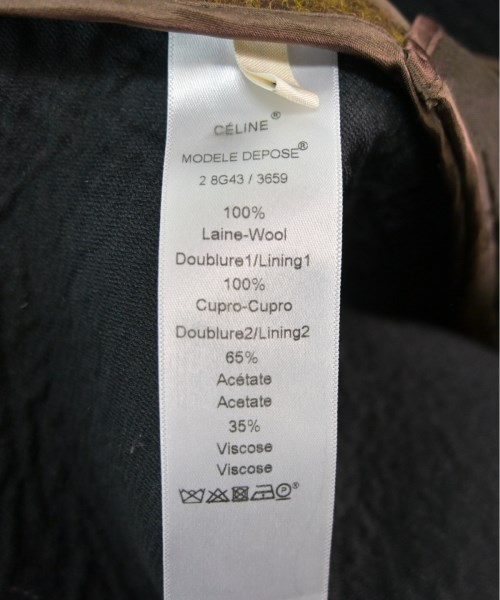 CÉLINE®
MODELE DEPOSE®
2 8G43 / 3659
100%
Laine-Wool
Doublure1/Lining1
100%
Cupro-Cupro
Doublure2/Lining2
65%
Acétate
Acetate
35%
Viscose
Viscose